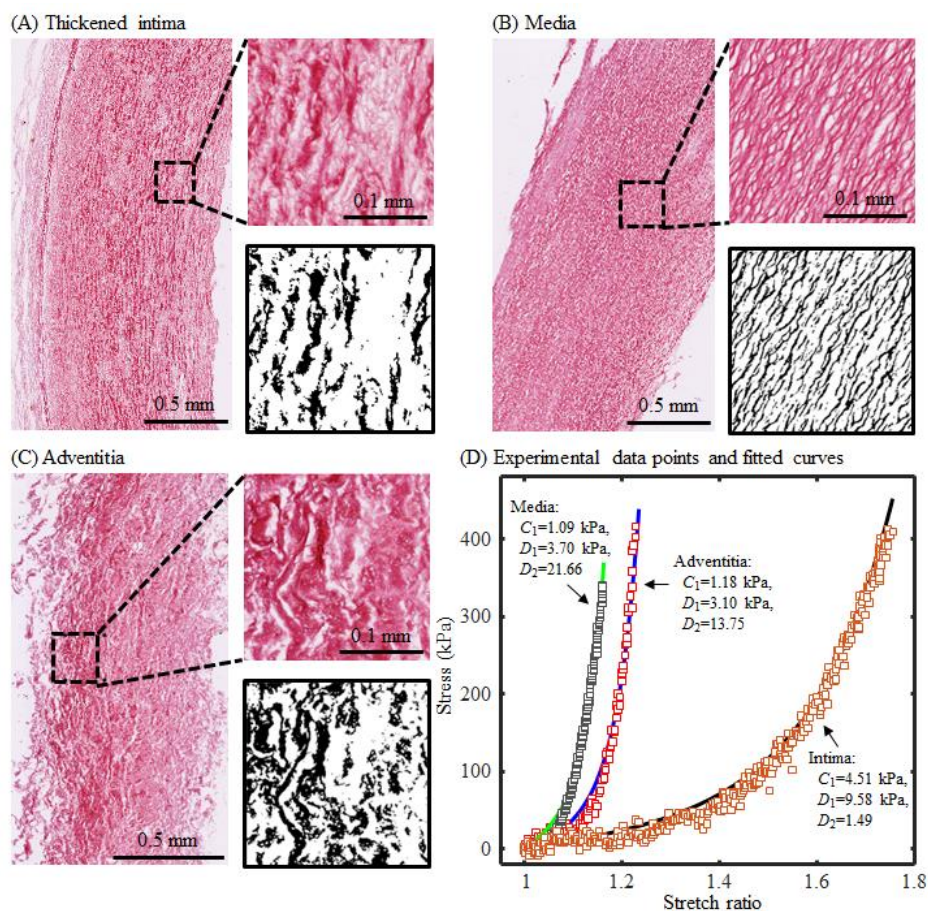 (A) Thickened intima
0.1 mm
0.5 mm
(B) Media
0.1 mm
0.5 mm
(C) Adventitia
0.1 mm
0.5 mm
(D) Experimental data points and fitted curves
Media:
C₁=1.09 kPa,
D₁=3.70 kPa,
D₂=21.66
Adventitia:
C₁=1.18 kPa,
D₁=3.10 kPa,
D₂=13.75
Intima:
C₁=4.51 kPa,
D₁=9.58 kPa,
D₂=1.49
Stress (kPa)
400
300
200
100
0
1
1.2
1.4
1.6
1.8
Stretch ratio